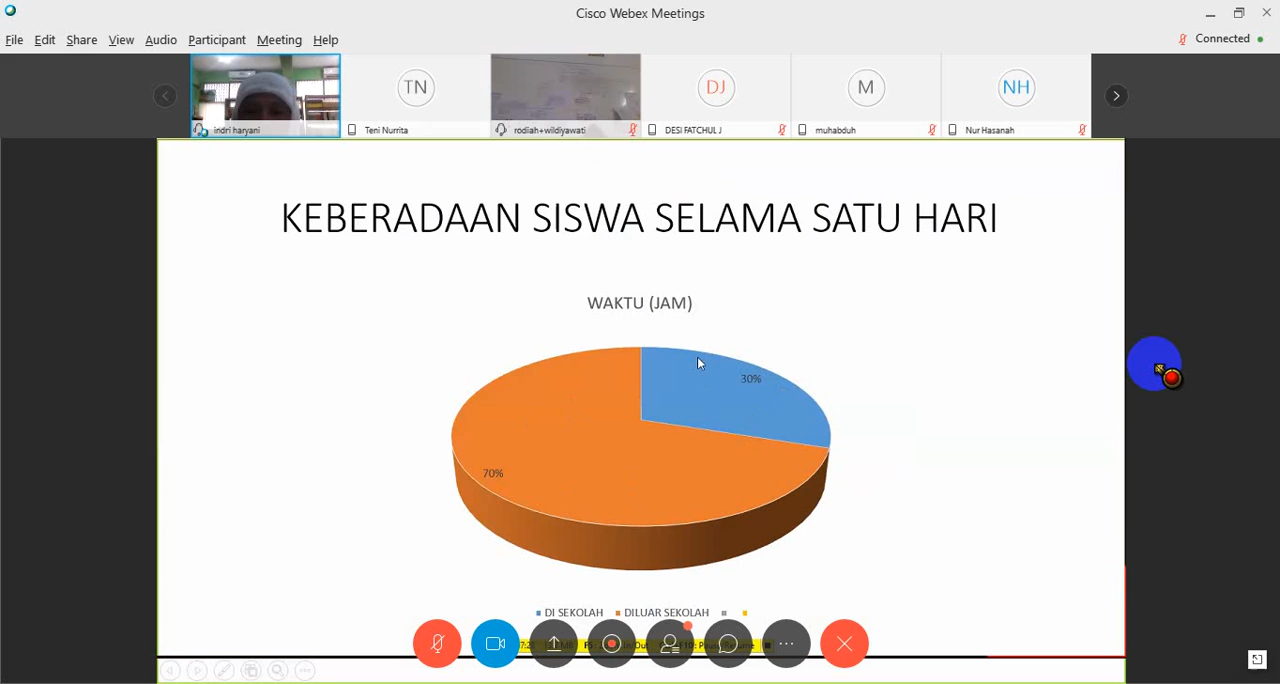 Cisco Webex Meetings
File Edit Share View Audio Participant Meeting Help
Connected
TN
DJ
M
NH
indri haryani
Teni Nurrita
rodiah+wildiyawati
DESI FATCHUL J
muhabduh
Nur Hasanah
KEBERADAAN SISWA SELAMA SATU HARI
WAKTU (JAM)
30%
70%
DI SEKOLAH DILUAR SEKOLAH